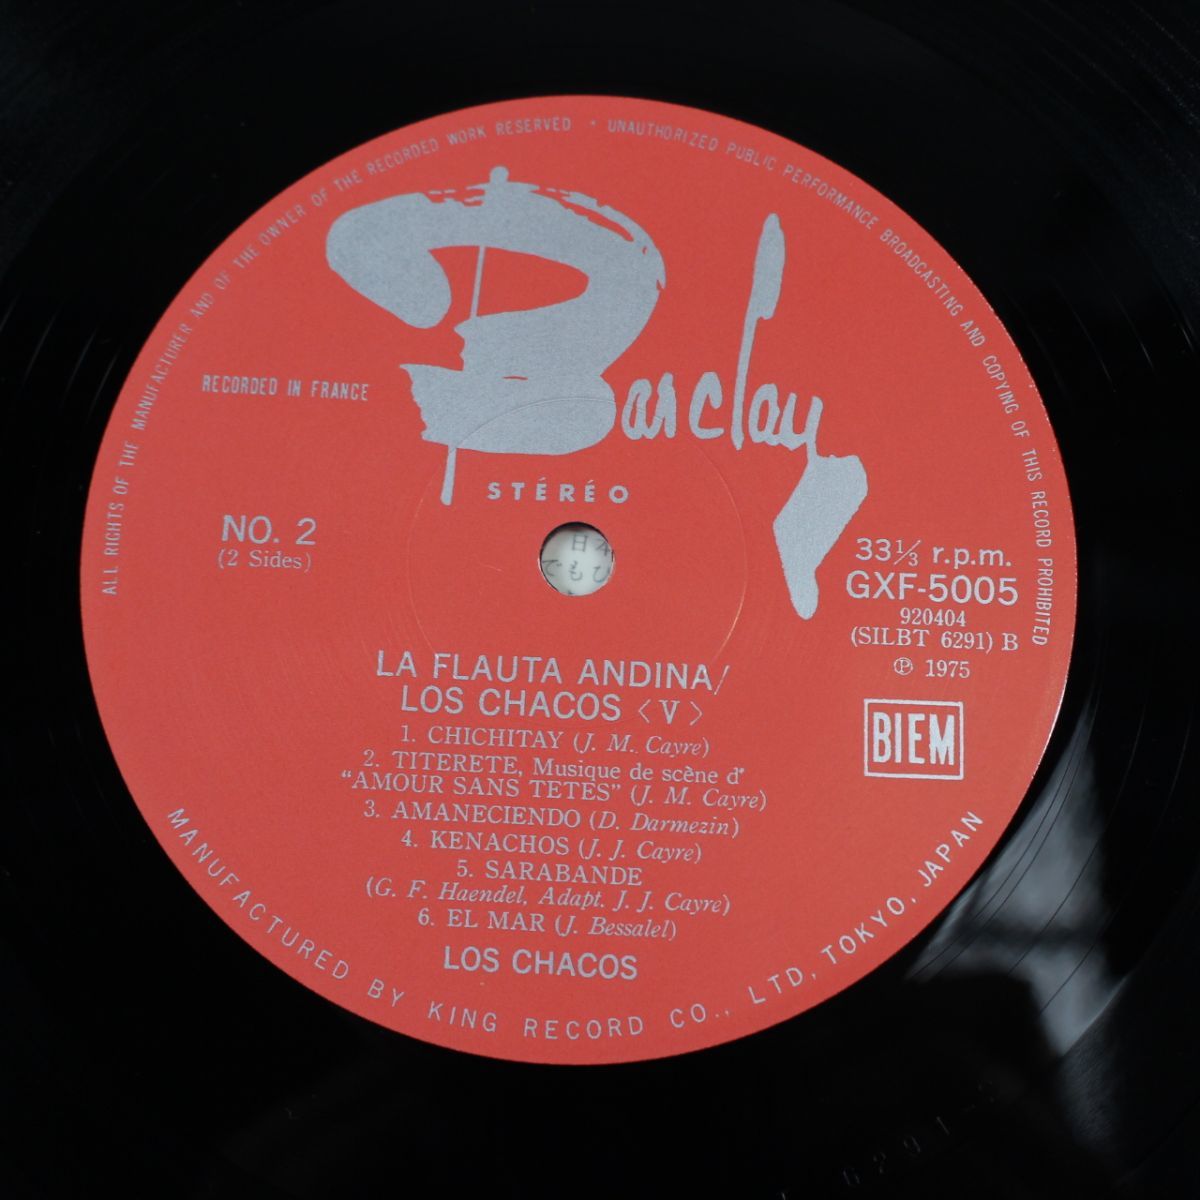 ALL RIGHTS OF THE MANUFACTURER AND OF THE OWNER OF THE RECORDED WORK RESERVED • UNAUTHORIZED PUBLIC PERFORMANCE BROADCASTING AND COPYING OF THIS RECORD PROHIBITED
Barclay
RECORDED IN FRANCE
STÉRÉO
NO. 2
(2 Sides)
33⅓ r.p.m.
GXF-5005
920404
(SILBT 6291) B
℗ 1975
BIEM
LA FLAUTA ANDINA/
LOS CHACOS〈V〉
1. CHICHITAY (J. M. Cayre)
2. TITERETE, Musique de scène d'
"AMOUR SANS TETES" (J. M. Cayre)
3. AMANECIENDO (D. Darmezin)
4. KENACHOS (J. J. Cayre)
5. SARABANDE
(G. F. Haendel, Adapt. J. J. Cayre)
6. EL MAR (J. Bessalel)
LOS CHACOS
MANUFACTURED BY KING RECORD CO., LTD, TOKYO, JAPAN